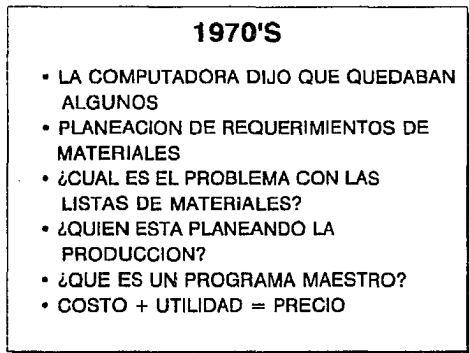 1970'S
• LA COMPUTADORA DIJO QUE QUEDABAN
ALGUNOS
• PLANEACION DE REQUERIMIENTOS DE
MATERIALES
• ¿CUAL ES EL PROBLEMA CON LAS
LISTAS DE MATERIALES?
• ¿QUIEN ESTA PLANEANDO LA
PRODUCCION?
• ¿QUE ES UN PROGRAMA MAESTRO?
• COSTO + UTILIDAD = PRECIO